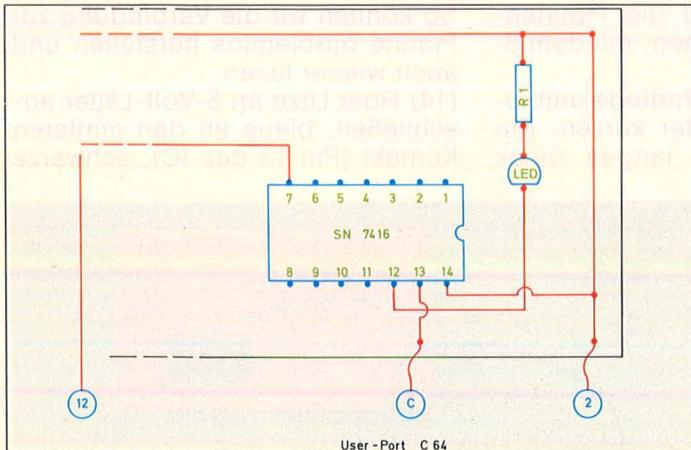 So können wir die Verbindung zur
Platine problemlos herstellen und
auch wieder lösen.
(14) Rote Litze an 5-Volt-Leiter an-
schließen, blaue an den mittleren
Kontakt (Pin 13 des IC), schwarze
R1
LED
7 6 5 4 3 2 1
SN 7416
8 9 10 11 12 13 14
12 C 2
User-Port C 64